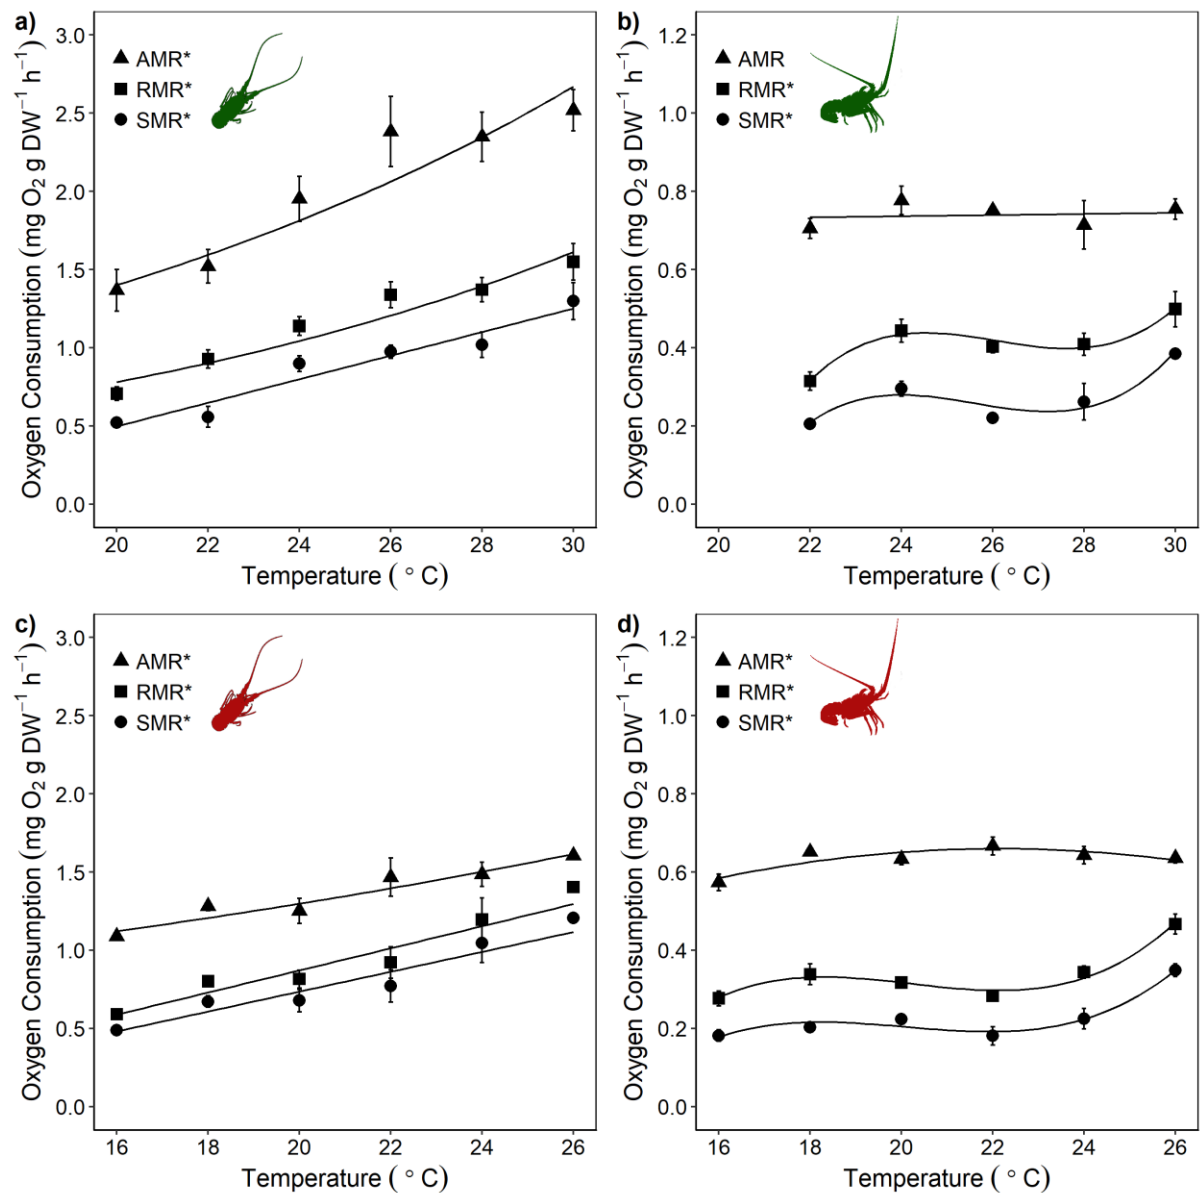 a)
Oxygen Consumption (mg O₂ g DW⁻¹ h⁻¹)
3.0
2.5
2.0
1.5
1.0
0.5
0.0
AMR*
RMR*
SMR*
20 22 24 26 28 30
Temperature (° C)
b)
Oxygen Consumption (mg O₂ g DW⁻¹ h⁻¹)
1.2
1.0
0.8
0.6
0.4
0.2
0.0
AMR
RMR*
SMR*
20 22 24 26 28 30
Temperature (° C)
c)
Oxygen Consumption (mg O₂ g DW⁻¹ h⁻¹)
3.0
2.5
2.0
1.5
1.0
0.5
0.0
AMR*
RMR*
SMR*
16 18 20 22 24 26
Temperature (° C)
d)
Oxygen Consumption (mg O₂ g DW⁻¹ h⁻¹)
1.2
1.0
0.8
0.6
0.4
0.2
0.0
AMR*
RMR*
SMR*
16 18 20 22 24 26
Temperature (° C)